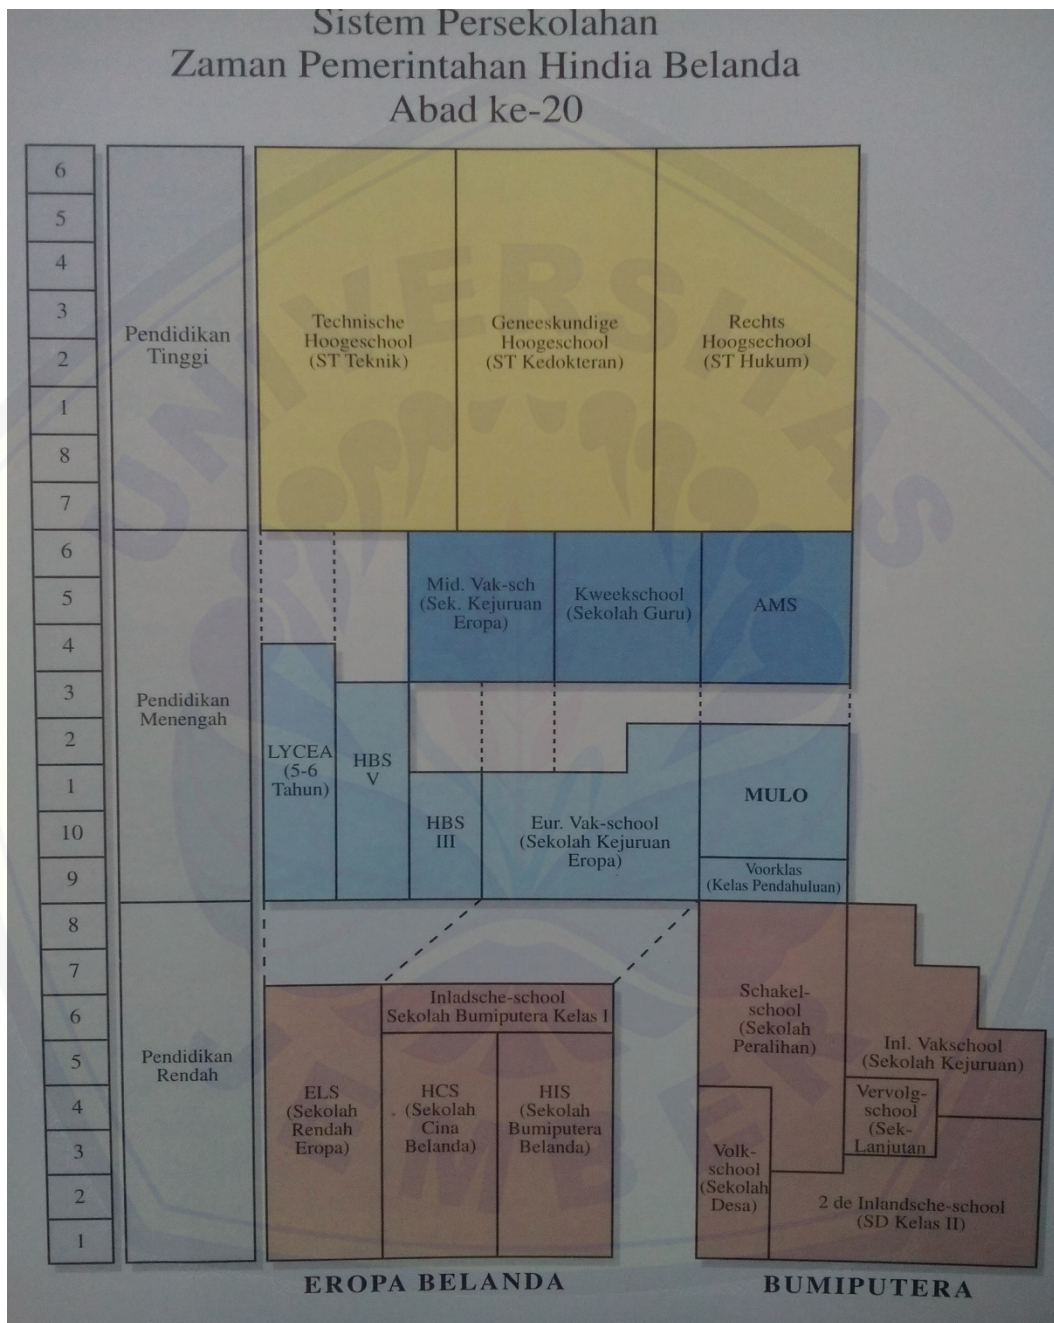 Sistem Persekolahan
Zaman Pemerintahan Hindia Belanda
Abad ke-20
6
5
4
3
2
1
8
7
6
5
4
3
2
1
10
9
8
7
6
5
4
3
2
1
Pendidikan
Tinggi
Pendidikan
Menengah
Pendidikan
Rendah
Technische
Hoogeschool
(ST Teknik)
Geneeskundige
Hoogeschool
(ST Kedokteran)
Rechts
Hoogsechool
(ST Hukum)
Mid. Vak-sch
(Sek. Kejuruan
Eropa)
Kweekschool
(Sekolah Guru)
AMS
LYCEA
(5-6
Tahun)
HBS
V
HBS
III
Eur. Vak-school
(Sekolah Kejuruan
Eropa)
MULO
Voorklas
(Kelas Pendahuluan)
Inladsche-school
Sekolah Bumiputera Kelas I
ELS
(Sekolah
Rendah
Eropa)
HCS
(Sekolah
Cina
Belanda)
HIS
(Sekolah
Bumiputera
Belanda)
Schakel-
school
(Sekolah
Peralihan)
Inl. Vakschool
(Sekolah Kejuruan)
Vervolg-
school
(Sek-
Lanjutan
Volk-
school
(Sekolah
Desa)
2 de Inlandsche-school
(SD Kelas II)
EROPA BELANDA
BUMIPUTERA
UNIVERSITAS
JEMBER